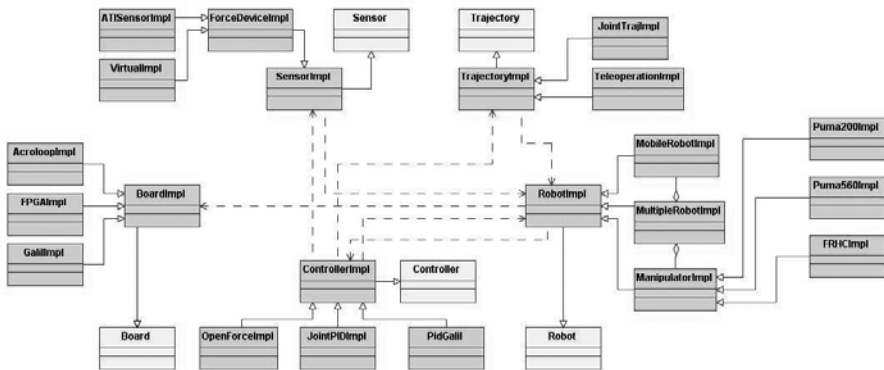 ATISensorImpl
ForceDeviceImpl
Sensor
Trajectory
JointTrajImpl
VirtualImpl
SensorImpl
TrajectoryImpl
TeleoperationImpl
Puma200Impl
AcroloopImpl
MobileRobotImpl
BoardImpl
RobotImpl
Puma560Impl
FPGAImpl
MultipleRobotImpl
GalilImpl
FRHCImpl
ControllerImpl
Controller
ManipulatorImpl
Board
OpenForceImpl
JointPIDImpl
PidGalil
Robot